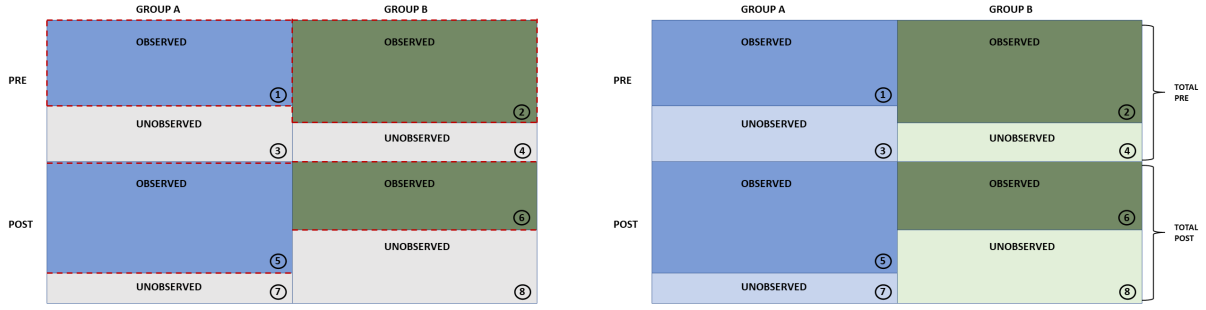 GROUP A GROUP B
OBSERVED OBSERVED
PRE
① ②
UNOBSERVED UNOBSERVED
③ ④
OBSERVED OBSERVED
⑥
POST
UNOBSERVED
⑤
UNOBSERVED
⑦ ⑧
GROUP A GROUP B
OBSERVED OBSERVED
PRE
TOTAL
PRE
① ②
UNOBSERVED UNOBSERVED
③ ④
OBSERVED OBSERVED
⑥
POST
TOTAL
POST
UNOBSERVED
⑤
UNOBSERVED
⑦ ⑧